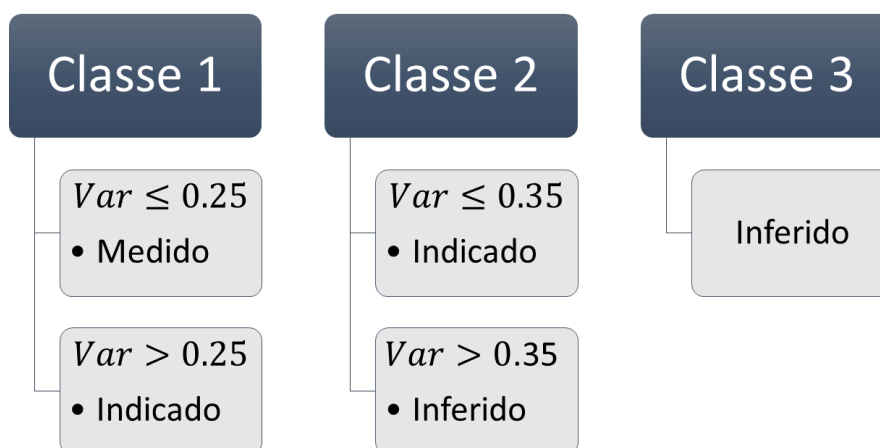 Classe 1
Var ≤ 0.25
• Medido
Var > 0.25
• Indicado
Classe 2
Var ≤ 0.35
• Indicado
Var > 0.35
• Inferido
Classe 3
Inferido